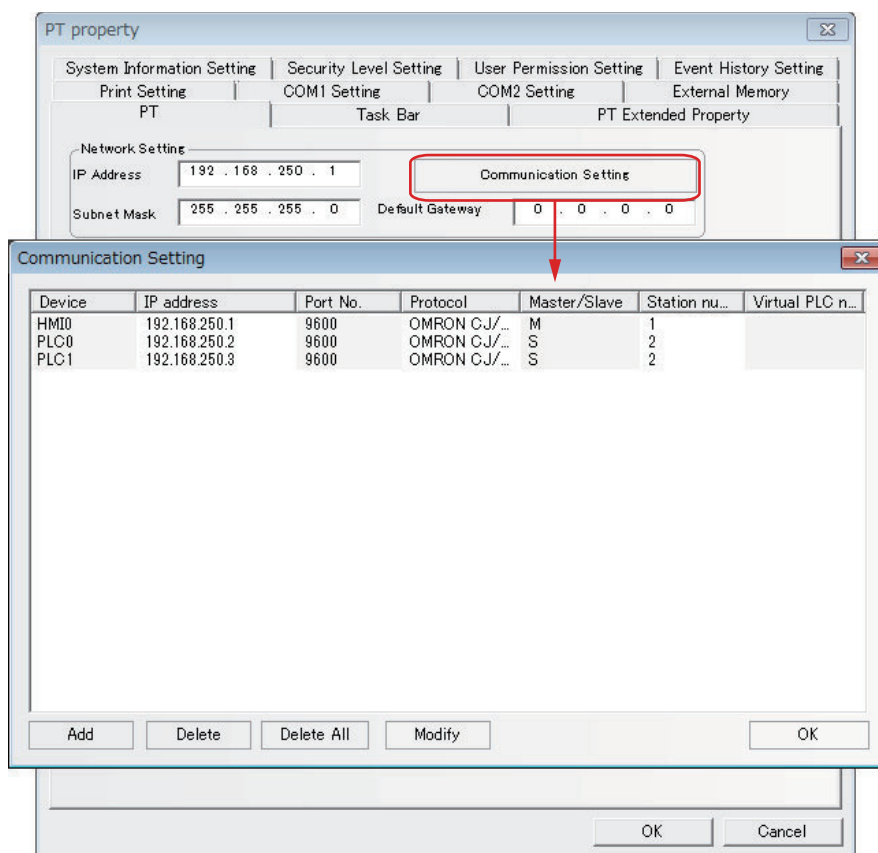 PT property
System Information Setting Security Level Setting User Permission Setting Event History Setting
Print Setting COM1 Setting COM2 Setting External Memory
PT Task Bar PT Extended Property
Network Setting
IP Address 192 . 168 . 250 . 1 Communication Setting
Subnet Mask 255 . 255 . 255 . 0 Default Gateway 0 . 0 . 0 . 0
Communication Setting
Device IP address Port No. Protocol Master/Slave Station nu... Virtual PLC n...
HMI0 192.168.250.1 9600 OMRON CJ/... M 1
PLC0 192.168.250.2 9600 OMRON CJ/... S 2
PLC1 192.168.250.3 9600 OMRON CJ/... S 2
Add Delete Delete All Modify OK
OK Cancel